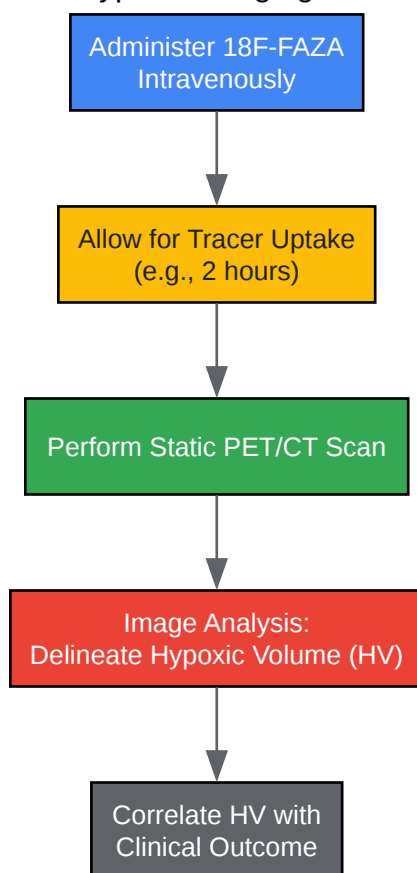 Administer 18F-FAZA
Intravenously
Allow for Tracer Uptake
(e.g., 2 hours)
Perform Static PET/CT Scan
Image Analysis:
Delineate Hypoxic Volume (HV)
Correlate HV with
Clinical Outcome